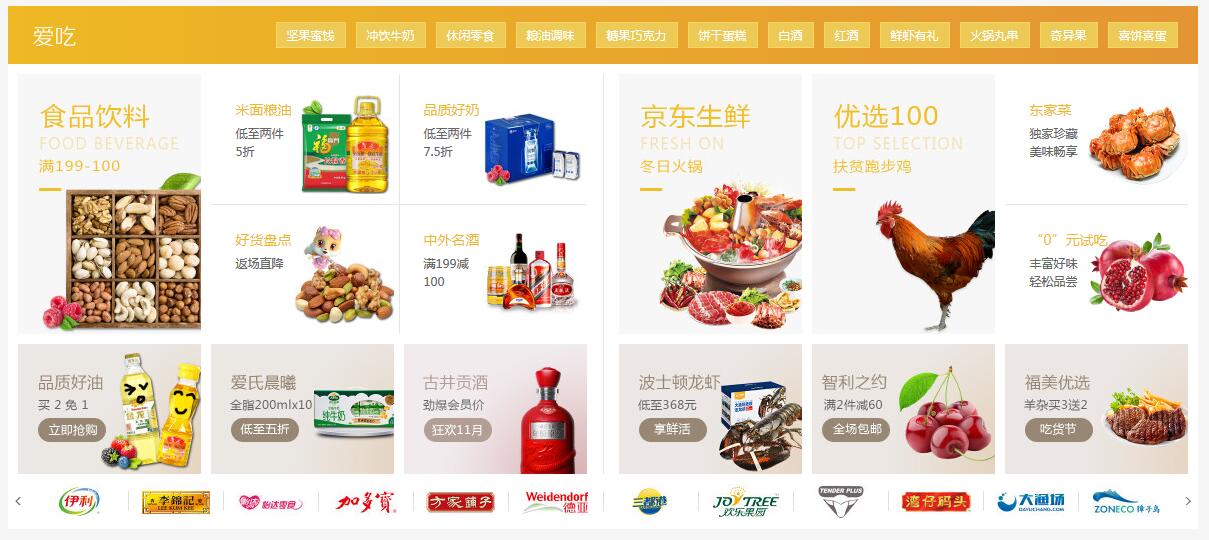 爱吃
坚果蜜饯
冲饮牛奶
休闲零食
粮油调味
糖果巧克力
饼干蛋糕
白酒
红酒
鲜虾有礼
火锅丸串
奇异果
喜饼喜蛋
食品饮料
FOOD BEVERAGE
满199-100
米面粮油
低至两件
5折
品质好奶
低至两件
7.5折
好货盘点
返场直降
中外名酒
满199减
100
京东生鲜
FRESH ON
冬日火锅
优选100
TOP SELECTION
扶贫跑步鸡
东家菜
独家珍藏
美味畅享
“0”元试吃
丰富好味
轻松品尝
品质好油
买 2 免 1
立即抢购
爱氏晨曦
全脂200mlx10
低至五折
纯牛奶
古井贡酒
劲爆会员价
狂欢11月
波士顿龙虾
低至368元
享鲜活
智利之约
满2件减60
全场包邮
福美优选
羊杂买3送2
吃货节
伊利
李錦記
LEE KUM KEE
怡达零食
加多寶
方家铺子
Weidendorf
德亚
三都港
JOY TREE
欢乐果园
TENDER PLUS
湾仔码头
大渔场
DAYUCHANG.COM
ZONECO 獐子岛